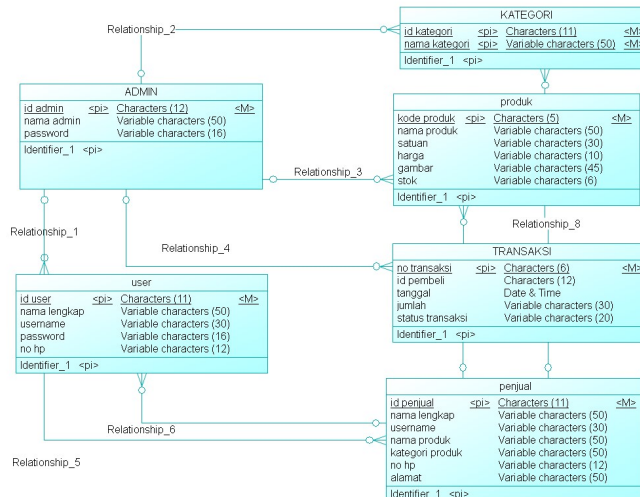 Relationship_2
KATEGORI
id kategori <pi> Characters (11) <M>
nama kategori <pi> Variable characters (50) <M>
Identifier_1 <pi>
ADMIN
id admin <pi> Characters (12) <M>
nama admin Variable characters (50)
password Variable characters (16)
Identifier_1 <pi>
produk
kode produk <pi> Characters (5) <M>
nama produk Variable characters (50)
satuan Variable characters (30)
harga Variable characters (10)
gambar Variable characters (45)
stok Variable characters (6)
Identifier_1 <pi>
Relationship_3
Relationship_8
Relationship_1
Relationship_4
TRANSAKSI
no transaksi <pi> Characters (6) <M>
id pembeli Characters (12)
tanggal Date & Time
jumlah Variable characters (30)
status transaksi Variable characters (20)
Identifier_1 <pi>
user
id user <pi> Characters (11) <M>
nama lengkap Variable characters (50)
username Variable characters (30)
password Variable characters (16)
no hp Variable characters (12)
Identifier_1 <pi>
penjual
id penjual <pi> Characters (11) <M>
nama lengkap Variable characters (50)
username Variable characters (30)
nama produk Variable characters (50)
kategori produk Variable characters (50)
no hp Variable characters (12)
alamat Variable characters (50)
Identifier_1 <pi>
Relationship_6
Relationship_5